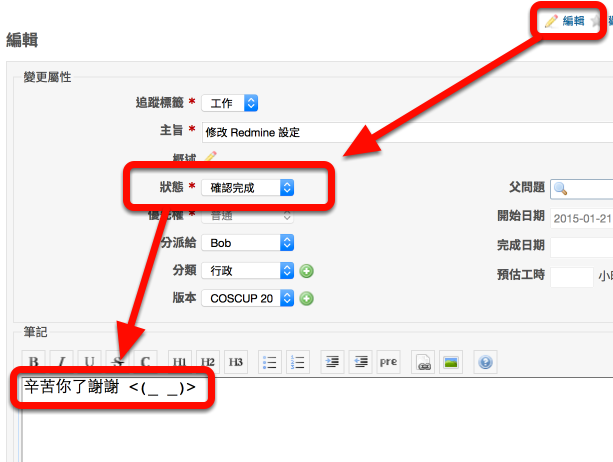 編輯
編輯
變更屬性
追蹤標籤 * 工作
主旨 * 修改 Redmine 設定
概述
狀態 * 確認完成
父問題
優先權 * 普通
開始日期 2015-01-21
分派給 Bob
完成日期
分類 行政
預估工時 小時
版本 COSCUP 20
筆記
B I U S C H1 H2 H3 pre
辛苦你了謝謝 <(_ _)>